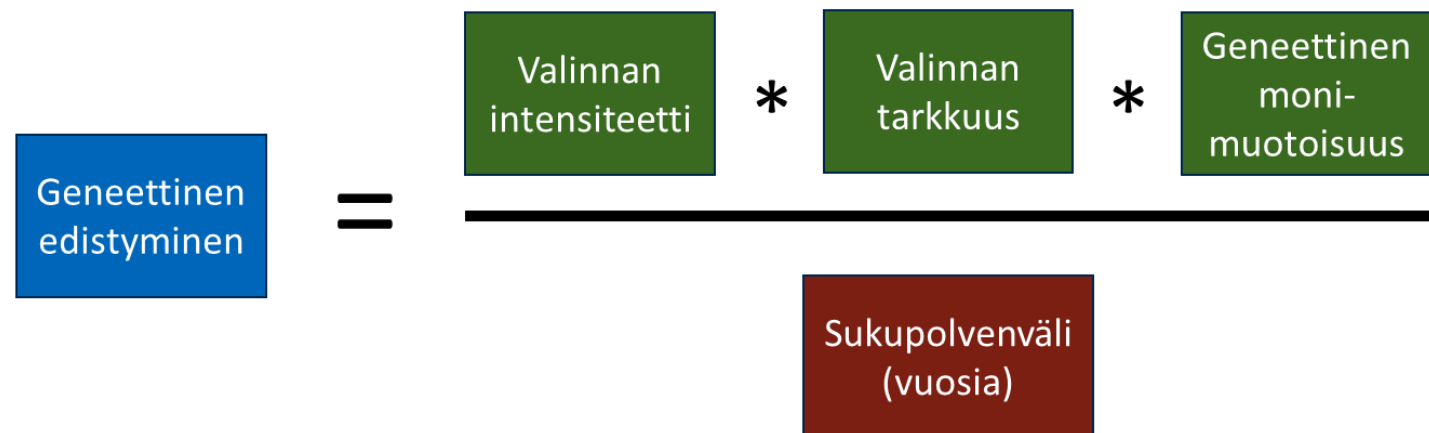 Geneettinen
edistyminen
=
Valinnan
intensiteetti
*
Valinnan
tarkkuus
*
Geneettinen
moni-
muotoisuus
Sukupolvenväli
(vuosia)